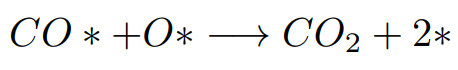 CO ∗ +O∗ ⟶ CO₂ + 2∗